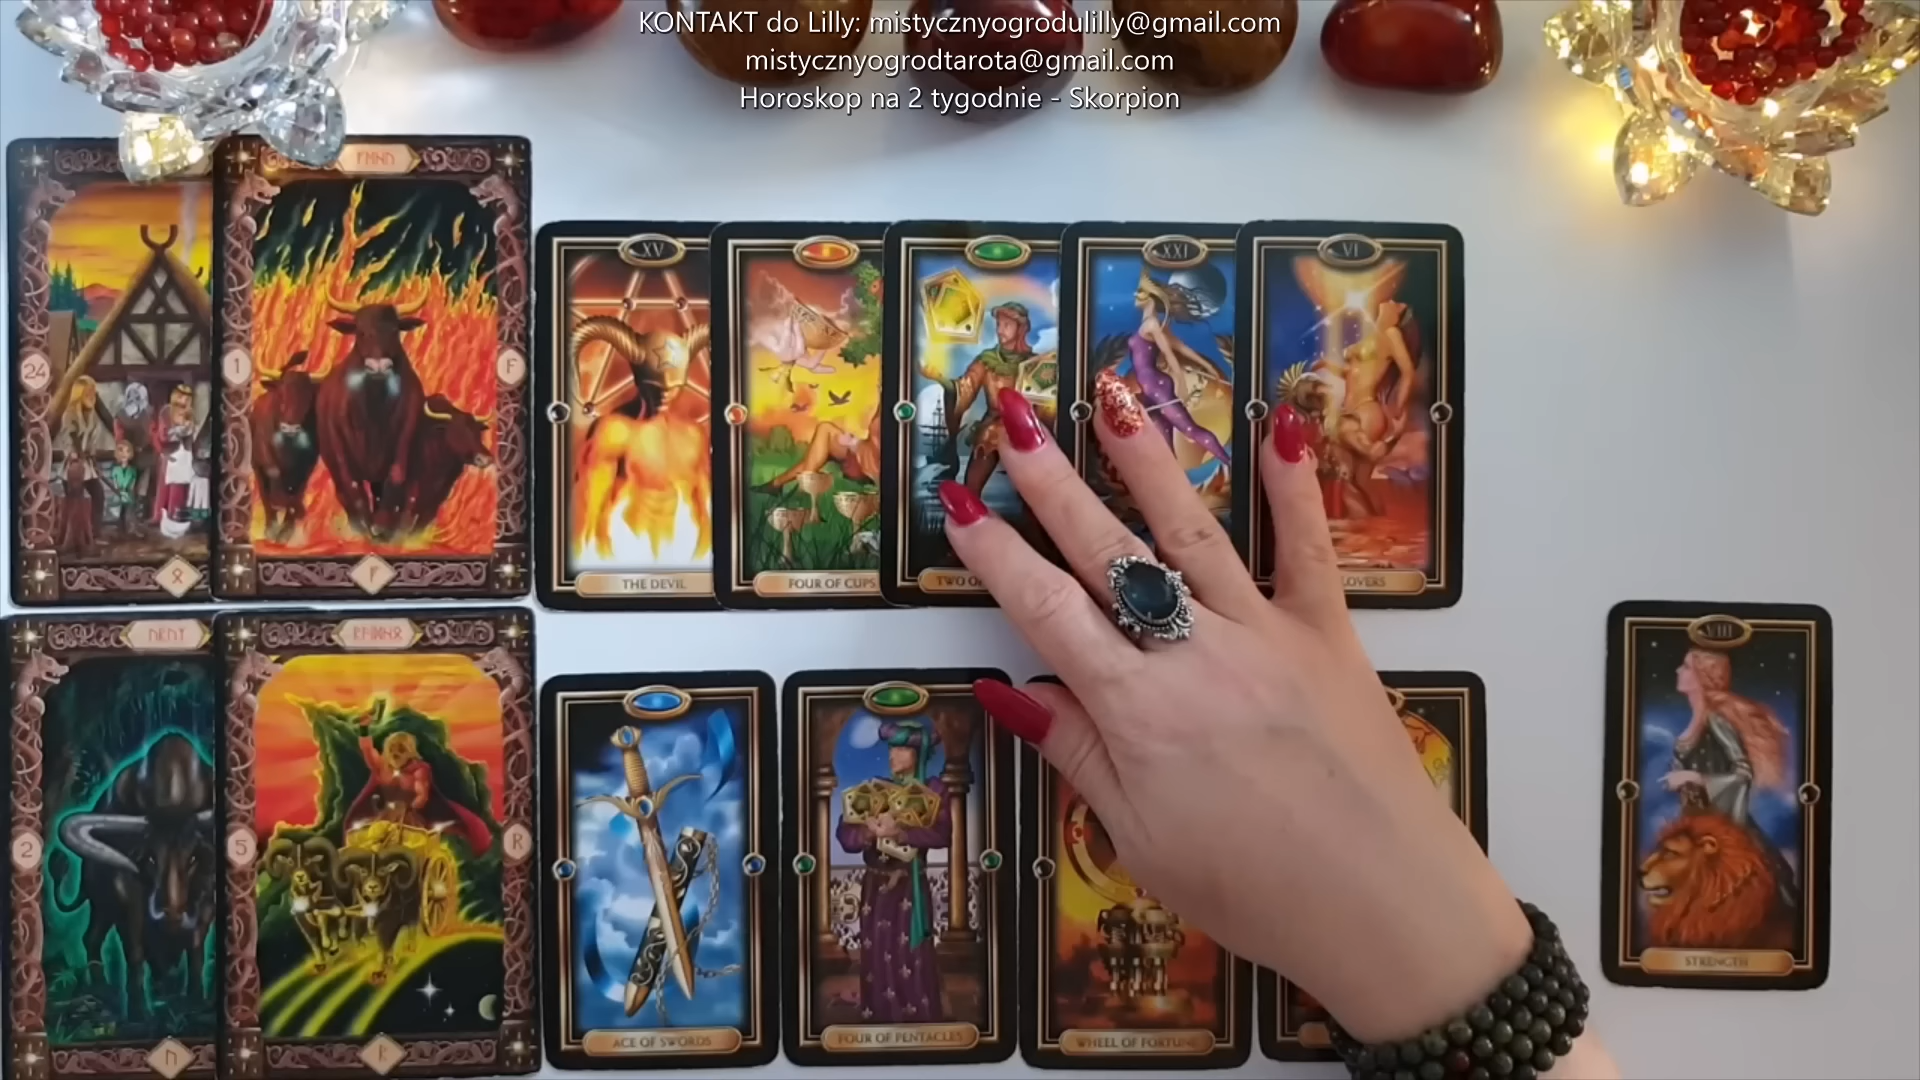 KONTAKT do Lilly: mistycznyogrodulilly@gmail.com
mistycznyogrodtarota@gmail.com
Horoskop na 2 tygodnie - Skorpion
XV
XXI
VI
24
1
F
THE DEVIL
FOUR OF CUPS
TWO O
LOVERS
VIII
2
5
R
STRENGTH
ACE OF SWORDS
FOUR OF PENTACLES
WHEEL OF FORTUNE